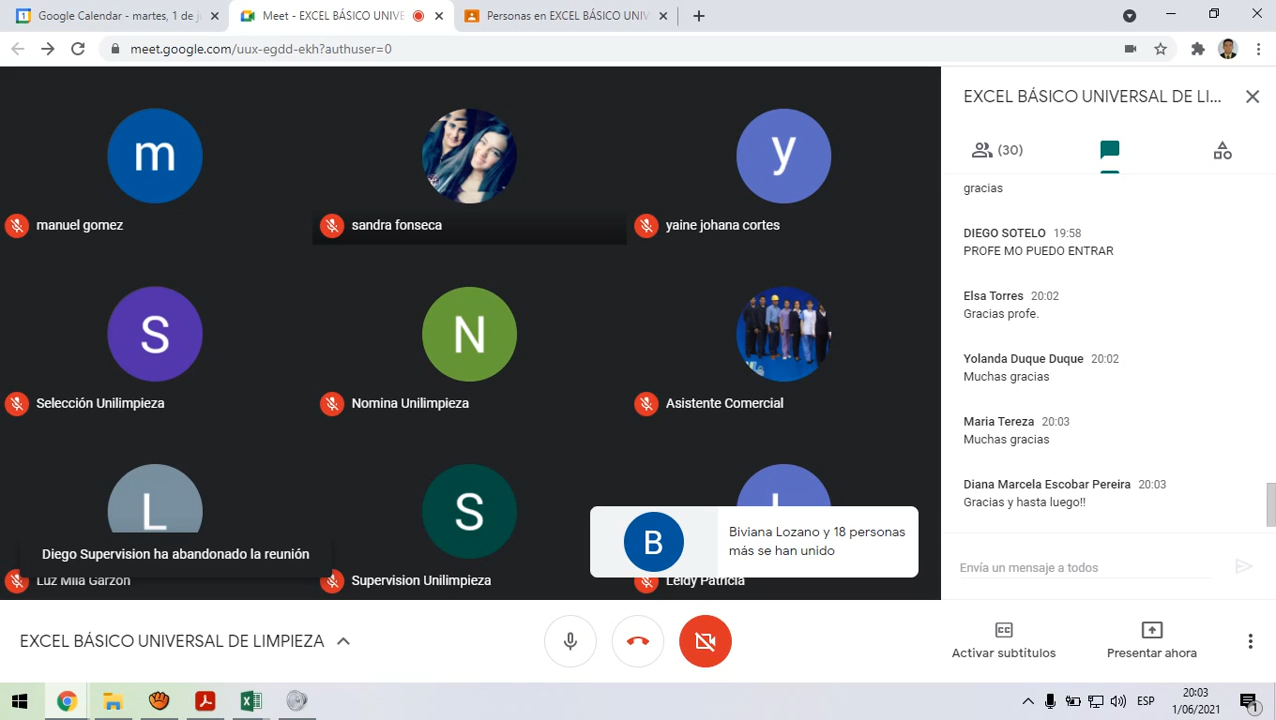 Google Calendar - martes, 1 de j
Meet - EXCEL BÁSICO UNIVERS
Personas en EXCEL BÁSICO UNIV
meet.google.com/uux-egdd-ekh?authuser=0
m
manuel gomez
sandra fonseca
y
yaine johana cortes
S
Selección Unilimpieza
N
Nomina Unilimpieza
Asistente Comercial
L
Diego Supervision ha abandonado la reunión
Luz Mila Garzon
S
Supervision Unilimpieza
B
Biviana Lozano y 18 personas
más se han unido
Leidy Patricia
EXCEL BÁSICO UNIVERSAL DE LI...
(30)
gracias
DIEGO SOTELO 19:58
PROFE MO PUEDO ENTRAR
Elsa Torres 20:02
Gracias profe.
Yolanda Duque Duque 20:02
Muchas gracias
Maria Tereza 20:03
Muchas gracias
Diana Marcela Escobar Pereira 20:03
Gracias y hasta luego!!
Envía un mensaje a todos
EXCEL BÁSICO UNIVERSAL DE LIMPIEZA
Activar subtítulos
Presentar ahora
ESP
20:03
1/06/2021
1